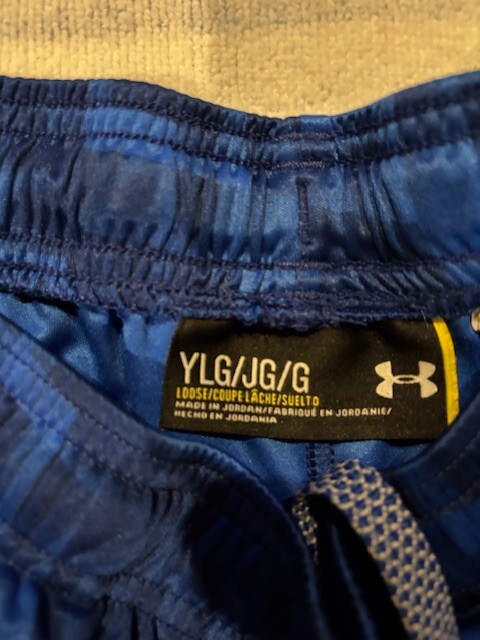 YLG/JG/G
LOOSE/COUPE LÂCHE/SUELTO
MADE IN JORDAN/FABRIQUÉ EN JORDANIE/
HECHO EN JORDANIA